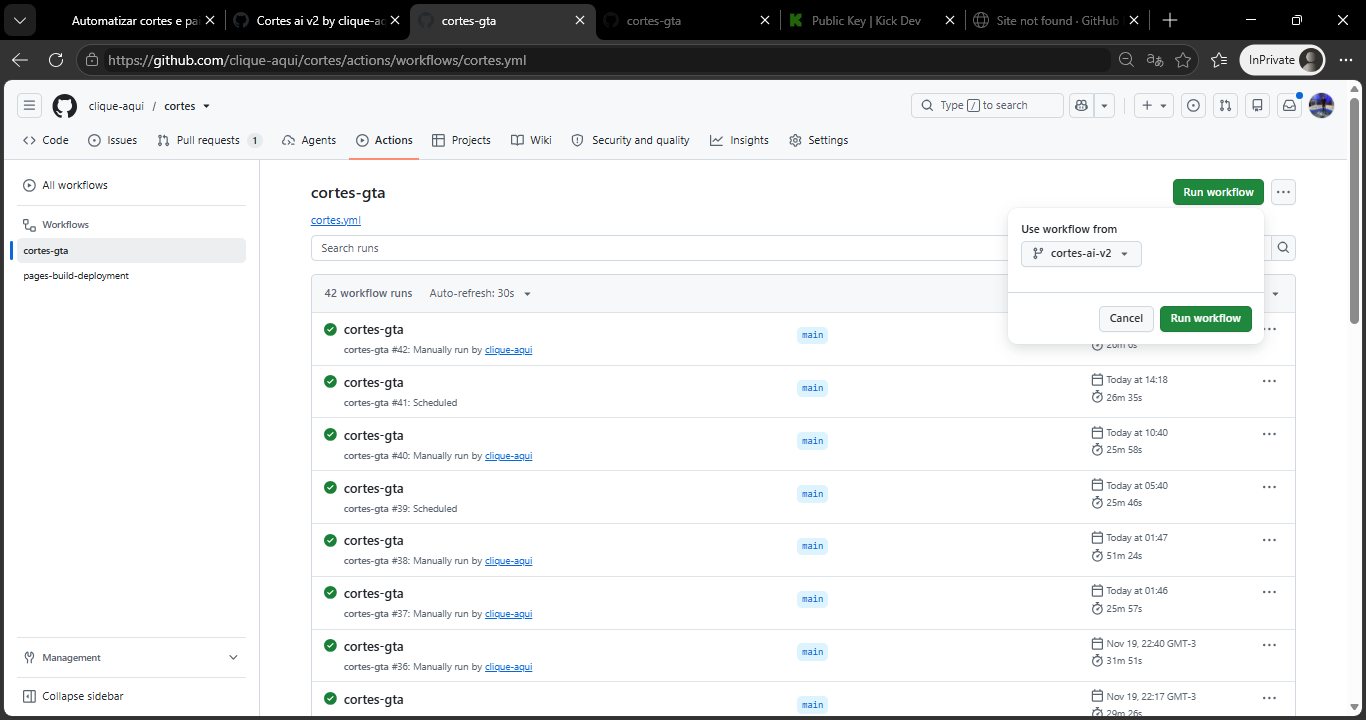 Automatizar cortes e pa
Cortes ai v2 by clique-aq
cortes-gta
cortes-gta
Public Key | Kick Dev
Site not found · GitHub
https://github.com/clique-aqui/cortes/actions/workflows/cortes.yml
InPrivate
clique-aqui / cortes
Type / to search
Code
Issues
Pull requests 1
Agents
Actions
Projects
Wiki
Security and quality
Insights
Settings
All workflows
Workflows
cortes-gta
pages-build-deployment
Management
Collapse sidebar
cortes-gta
Run workflow
cortes.yml
Search runs
Use workflow from
cortes-ai-v2
Cancel
Run workflow
42 workflow runs
Auto-refresh: 30s
cortes-gta
cortes-gta #42: Manually run by clique-aqui
main
cortes-gta
cortes-gta #41: Scheduled
main
Today at 14:18
26m 35s
cortes-gta
cortes-gta #40: Manually run by clique-aqui
main
Today at 10:40
25m 58s
cortes-gta
cortes-gta #39: Scheduled
main
Today at 05:40
25m 46s
cortes-gta
cortes-gta #38: Manually run by clique-aqui
main
Today at 01:47
51m 24s
cortes-gta
cortes-gta #37: Manually run by clique-aqui
main
Today at 01:46
25m 57s
cortes-gta
cortes-gta #36: Manually run by clique-aqui
main
Nov 19, 22:40 GMT-3
31m 51s
cortes-gta
main
Nov 19, 22:17 GMT-3
29m 26s